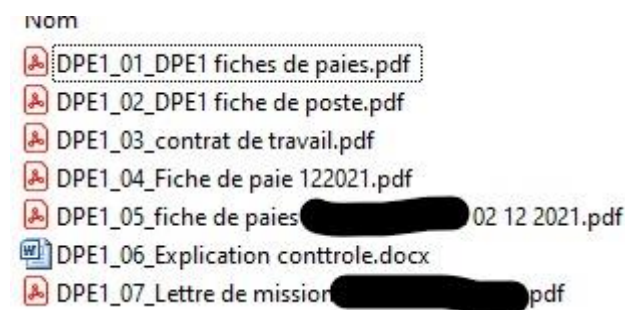 Nom
DPE1_01_DPE1 fiches de paies.pdf
DPE1_02_DPE1 fiche de poste.pdf
DPE1_03_contrat de travail.pdf
DPE1_04_Fiche de paie 122021.pdf
DPE1_05_fiche de paies 02 12 2021.pdf
DPE1_06_Explication conttrole.docx
DPE1_07_Lettre de mission pdf